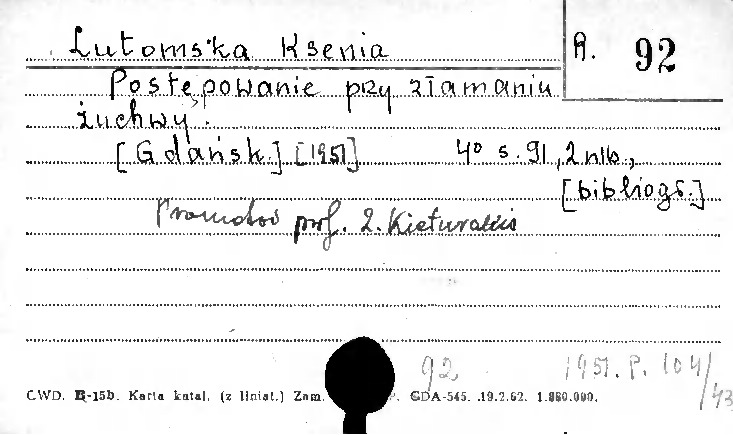 Lutomska Ksenia A. 92
Postępowanie przy złamaniu
żuchwy.
[Gdańsk.] [1951] 4° s. 91, 2 nlb.,
[bibliogr.]
Promotor prof. Z. Kieturakis
92 1951. P. 104/43
CWD. B-15b. Karta katal. (z liniat.) Zam. P. GDA-545. .19.2.62. 1.880.000.